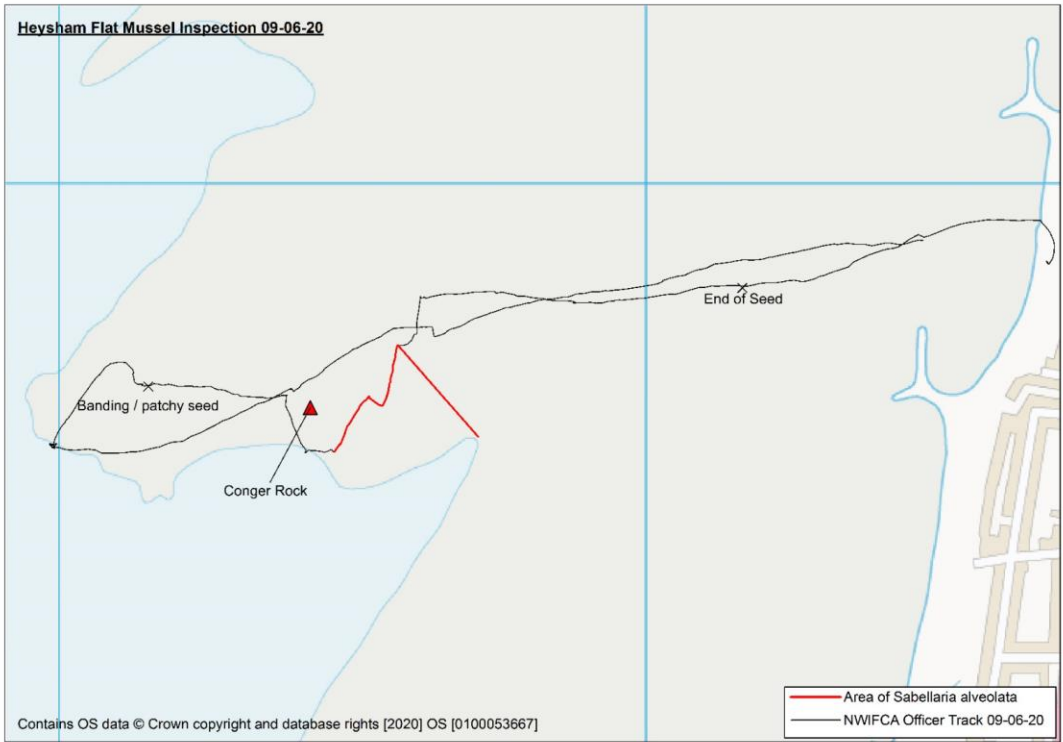 Heysham Flat Mussel Inspection 09-06-20
End of Seed
Banding / patchy seed
Conger Rock
Area of Sabellaria alveolata
NWIFCA Officer Track 09-06-20
Contains OS data © Crown copyright and database rights [2020] OS [0100053667]